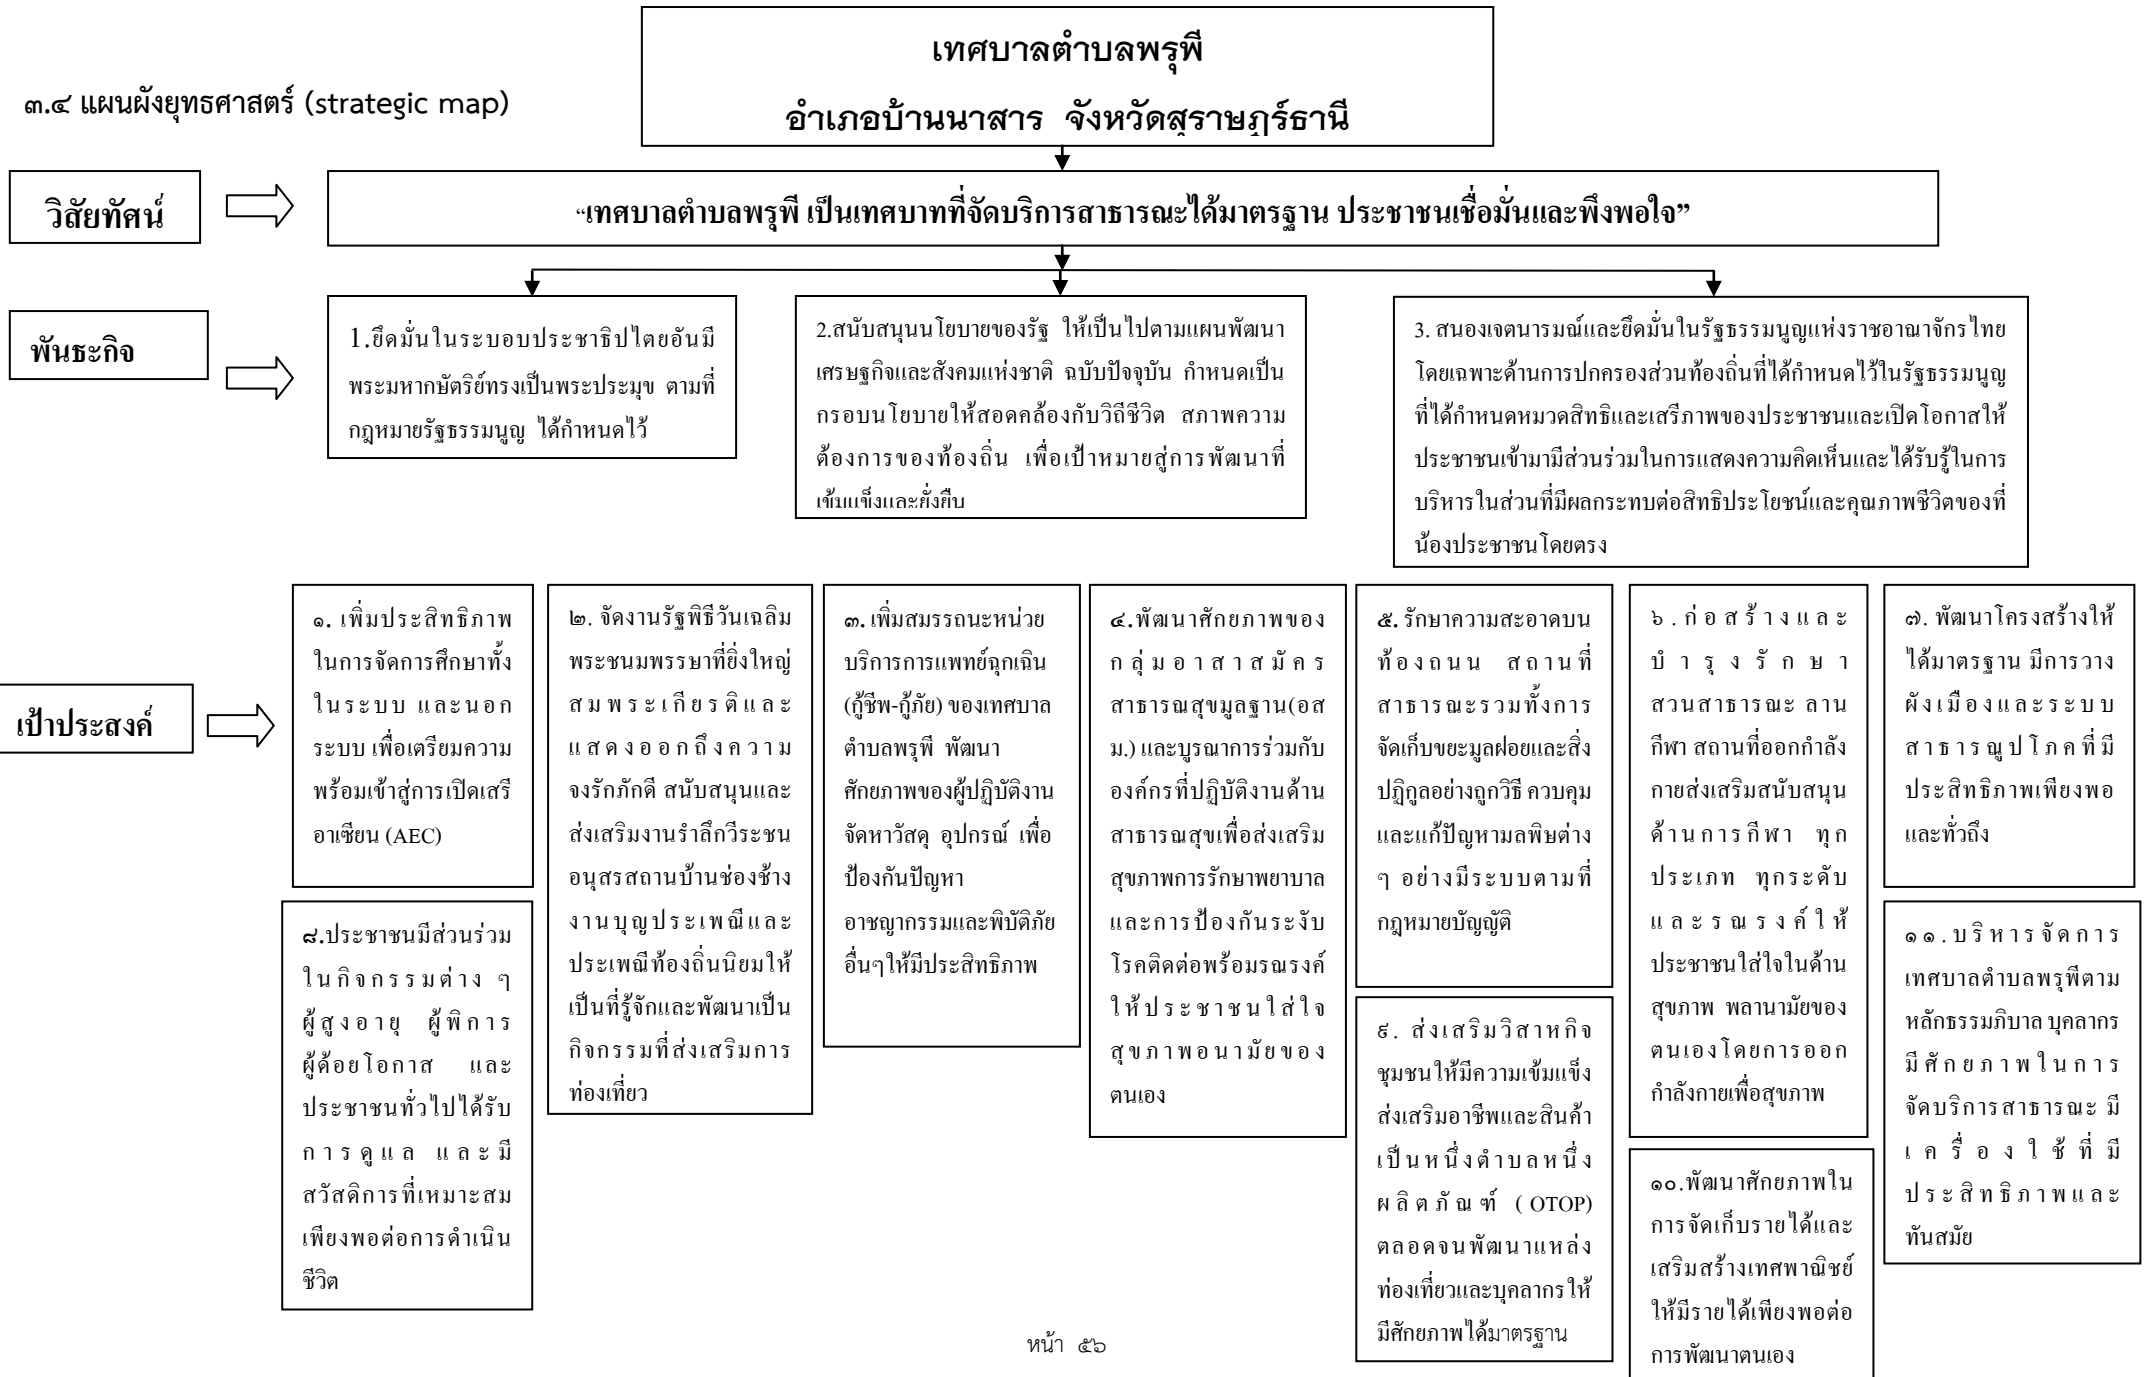 เทศบาลตำบลพรุพี
อำเภอบ้านนาสาร จังหวัดสุราษฎร์ธานี
๓.๔ แผนผังยุทธศาสตร์ (strategic map)
วิสัยทัศน์
“เทศบาลตำบลพรุพี เป็นเทศบาทที่จัดบริการสาธารณะได้มาตรฐาน ประชาชนเชื่อมั่นและพึงพอใจ”
พันธะกิจ
1.ยึดมั่นในระบอบประชาธิปไตยอันมี
พระมหากษัตริย์ทรงเป็นพระประมุข ตามที่
กฎหมายรัฐธรรมนูญ ได้กำหนดไว้
2.สนับสนุนนโยบายของรัฐ ให้เป็นไปตามแผนพัฒนา
เศรษฐกิจและสังคมแห่งชาติ ฉบับปัจจุบัน กำหนดเป็น
กรอบนโยบายให้สอดคล้องกับวิถีชีวิต สภาพความ
ต้องการของท้องถิ่น เพื่อเป้าหมายสู่การพัฒนาที่
เข้มแข็งและยั่งยืน
3. สนองเจตนารมณ์และยึดมั่นในรัฐธรรมนูญแห่งราชอาณาจักรไทย
โดยเฉพาะด้านการปกครองส่วนท้องถิ่นที่ได้กำหนดไว้ในรัฐธรรมนูญ
ที่ได้กำหนดหมวดสิทธิและเสรีภาพของประชาชนและเปิดโอกาสให้
ประชาชนเข้ามามีส่วนร่วมในการแสดงความคิดเห็นและได้รับรู้ในการ
บริหารในส่วนที่มีผลกระทบต่อสิทธิประโยชน์และคุณภาพชีวิตของที่
น้องประชาชนโดยตรง
เป้าประสงค์
๑. เพิ่มประสิทธิภาพ
ในการจัดการศึกษาทั้ง
ในระบบ และนอก
ระบบ เพื่อเตรียมความ
พร้อมเข้าสู่การเปิดเสรี
อาเซียน (AEC)
๒. จัดงานรัฐพิธีวันเฉลิม
พระชนมพรรษาที่ยิ่งใหญ่
สมพระเกียรติและ
แสดงออกถึงความ
จงรักภักดี สนับสนุนและ
ส่งเสริมงานรำลึกวีระชน
อนุสรสถานบ้านช่องช้าง
งานบุญประเพณีและ
ประเพณีท้องถิ่นนิยมให้
เป็นที่รู้จักและพัฒนาเป็น
กิจกรรมที่ส่งเสริมการ
ท่องเที่ยว
๓. เพิ่มสมรรถนะหน่วย
บริการการแพทย์ฉุกเฉิน
(กู้ชีพ-กู้ภัย) ของเทศบาล
ตำบลพรุพี พัฒนา
ศักยภาพของผู้ปฏิบัติงาน
จัดหาวัสดุ อุปกรณ์ เพื่อ
ป้องกันปัญหา
อาชญากรรมและพิบัติภัย
อื่นๆให้มีประสิทธิภาพ
๔.พัฒนาศักยภาพของ
กลุ่มอาสาสมัคร
สาธารณสุขมูลฐาน(อส
ม.) และบูรณาการร่วมกับ
องค์กรที่ปฏิบัติงานด้าน
สาธารณสุขเพื่อส่งเสริม
สุขภาพการรักษาพยาบาล
และการป้องกันระงับ
โรคติดต่อพร้อมรณรงค์
ให้ประชาชนใส่ใจ
สุขภาพอนามัยของ
ตนเอง
๕. รักษาความสะอาดบน
ท้องถนน สถานที่
สาธารณะรวมทั้งการ
จัดเก็บขยะมูลฝอยและสิ่ง
ปฏิกูลอย่างถูกวิธี ควบคุม
และแก้ปัญหามลพิษต่าง
ๆ อย่างมีระบบตามที่
กฎหมายบัญญัติ
๖.ก่อสร้างและ
บำรุงรักษา
สวนสาธารณะ ลาน
กีฬา สถานที่ออกกำลัง
กายส่งเสริมสนับสนุน
ด้านการกีฬา ทุก
ประเภท ทุกระดับ
และรณรงค์ให้
ประชาชนใส่ใจในด้าน
สุขภาพ พลานามัยของ
ตนเองโดยการออก
กำลังกายเพื่อสุขภาพ
๗. พัฒนาโครงสร้างให้
ได้มาตรฐาน มีการวาง
ผังเมืองและระบบ
สาธารณูปโภคที่มี
ประสิทธิภาพเพียงพอ
และทั่วถึง
๘.ประชาชนมีส่วนร่วม
ในกิจกรรมต่าง ๆ
ผู้สูงอายุ ผู้พิการ
ผู้ด้อยโอกาส และ
ประชาชนทั่วไปได้รับ
การดูแล และมี
สวัสดิการที่เหมาะสม
เพียงพอต่อการดำเนิน
ชีวิต
๙. ส่งเสริมวิสาหกิจ
ชุมชนให้มีความเข้มแข็ง
ส่งเสริมอาชีพและสินค้า
เป็นหนึ่งตำบลหนึ่ง
ผลิตภัณฑ์ ( OTOP)
ตลอดจนพัฒนาแหล่ง
ท่องเที่ยวและบุคลากรให้
มีศักยภาพได้มาตรฐาน
๑๐.พัฒนาศักยภาพใน
การจัดเก็บรายได้และ
เสริมสร้างเทศพาณิชย์
ให้มีรายได้เพียงพอต่อ
การพัฒนาตนเอง
๑๑.บริหารจัดการ
เทศบาลตำบลพรุพีตาม
หลักธรรมภิบาล บุคลากร
มีศักยภาพในการ
จัดบริการสาธารณะ มี
เครื่องใช้ที่มี
ประสิทธิภาพและ
ทันสมัย
หน้า ๕๖